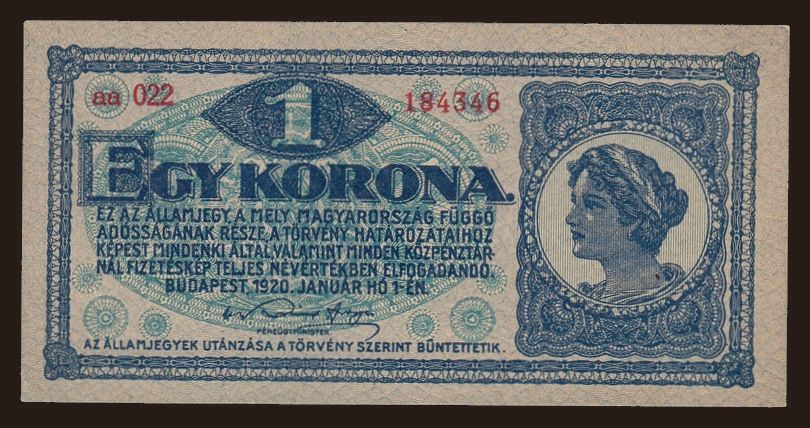 aa 022
184346
1
EGY KORONA.
EZ AZ ÁLLAMJEGY, A MELY MAGYARORSZÁG FÜGGŐ
ADÓSSÁGÁNAK RÉSZE, A TÖRVÉNY HATÁROZATAIHOZ
KÉPEST MINDENKI ÁLTAL, VALAMINT MINDEN KÖZPÉNZTÁR-
NÁL FIZETÉSKÉP TELJES NÉVÉRTÉKBEN ELFOGADANDÓ.
BUDAPEST 1920. JANUÁR HÓ 1-ÉN.
PÉNZÜGYMINISTER
AZ ÁLLAMJEGYEK UTÁNZÁSA A TÖRVÉNY SZERINT BÜNTETTETIK.